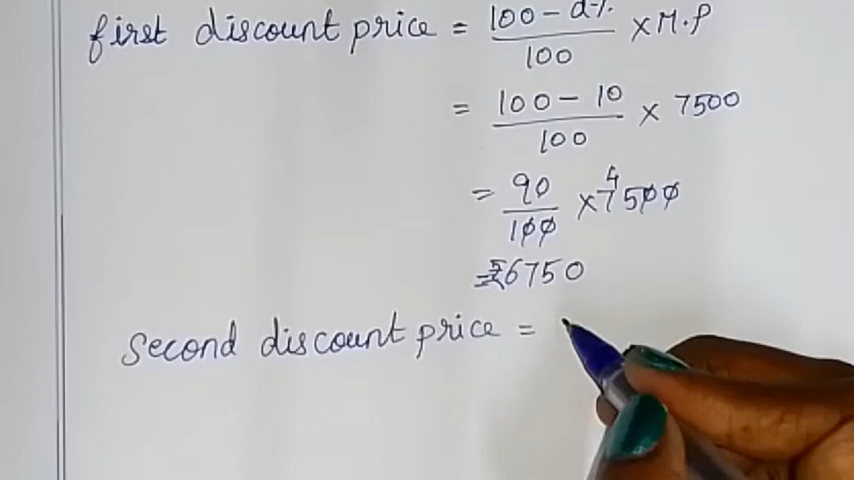 first discount price = 100 - d% / 100 × M.P
= 100 - 10 / 100 × 7500
= 90 / 100 × 7500
= 6750
Second discount price =